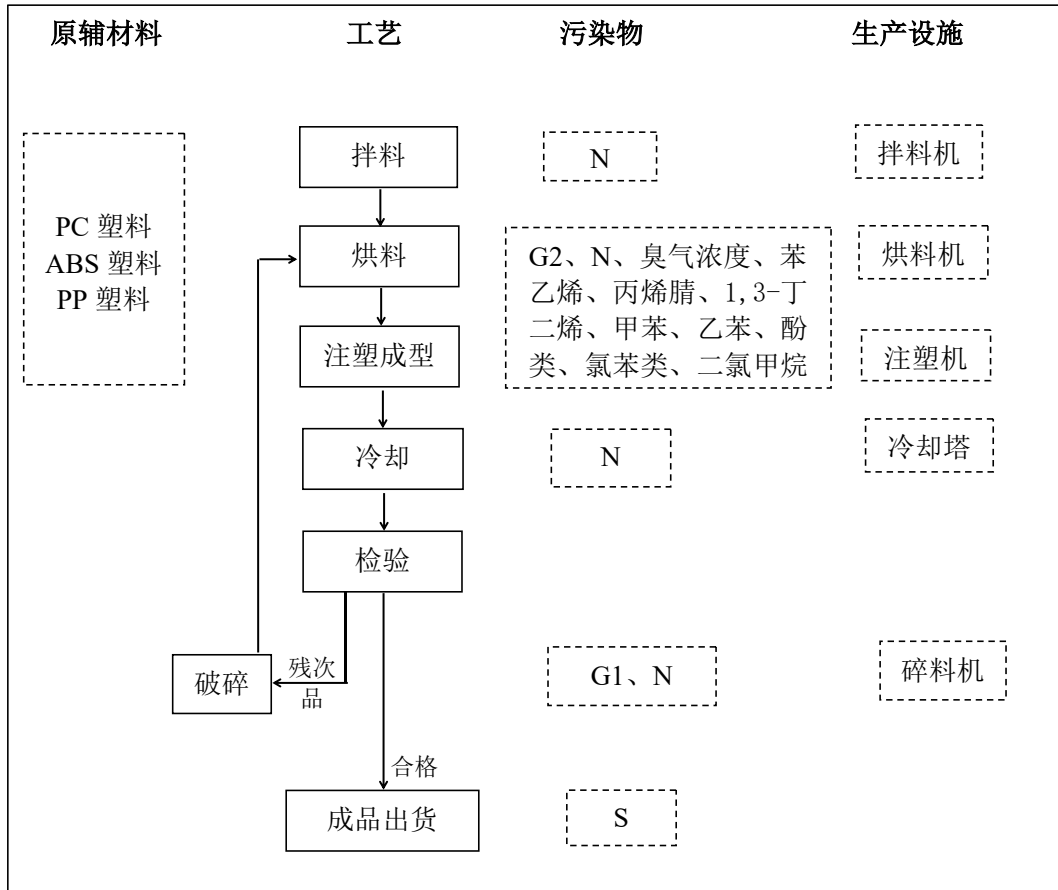 原辅材料
工艺
污染物
生产设施
拌料
N
拌料机
PC 塑料
ABS 塑料
PP 塑料
烘料
G2、N、臭气浓度、苯
乙烯、丙烯腈、1,3-丁
二烯、甲苯、乙苯、酚
类、氯苯类、二氯甲烷
烘料机
注塑成型
注塑机
冷却
N
冷却塔
检验
破碎
残次
品
G1、N
碎料机
合格
成品出货
S